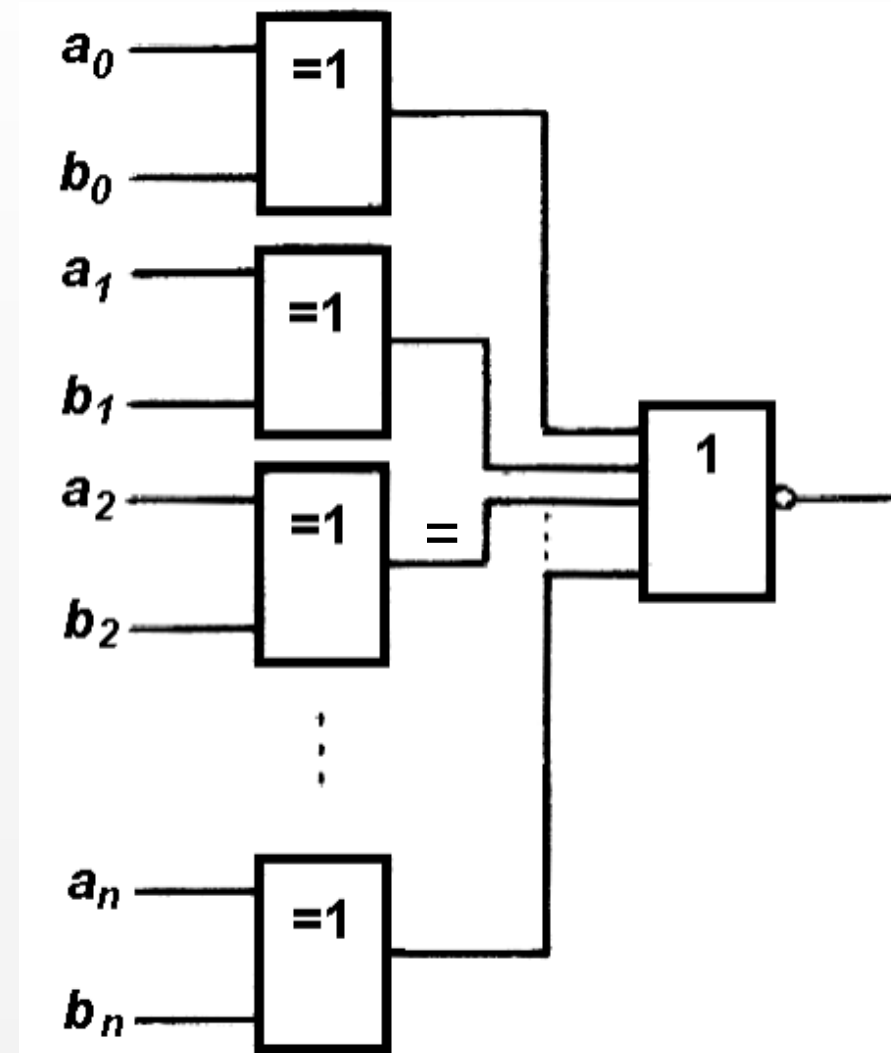 a0
=1
b0
a1
=1
b1
1
a2
=1
=
b2
an
=1
bn